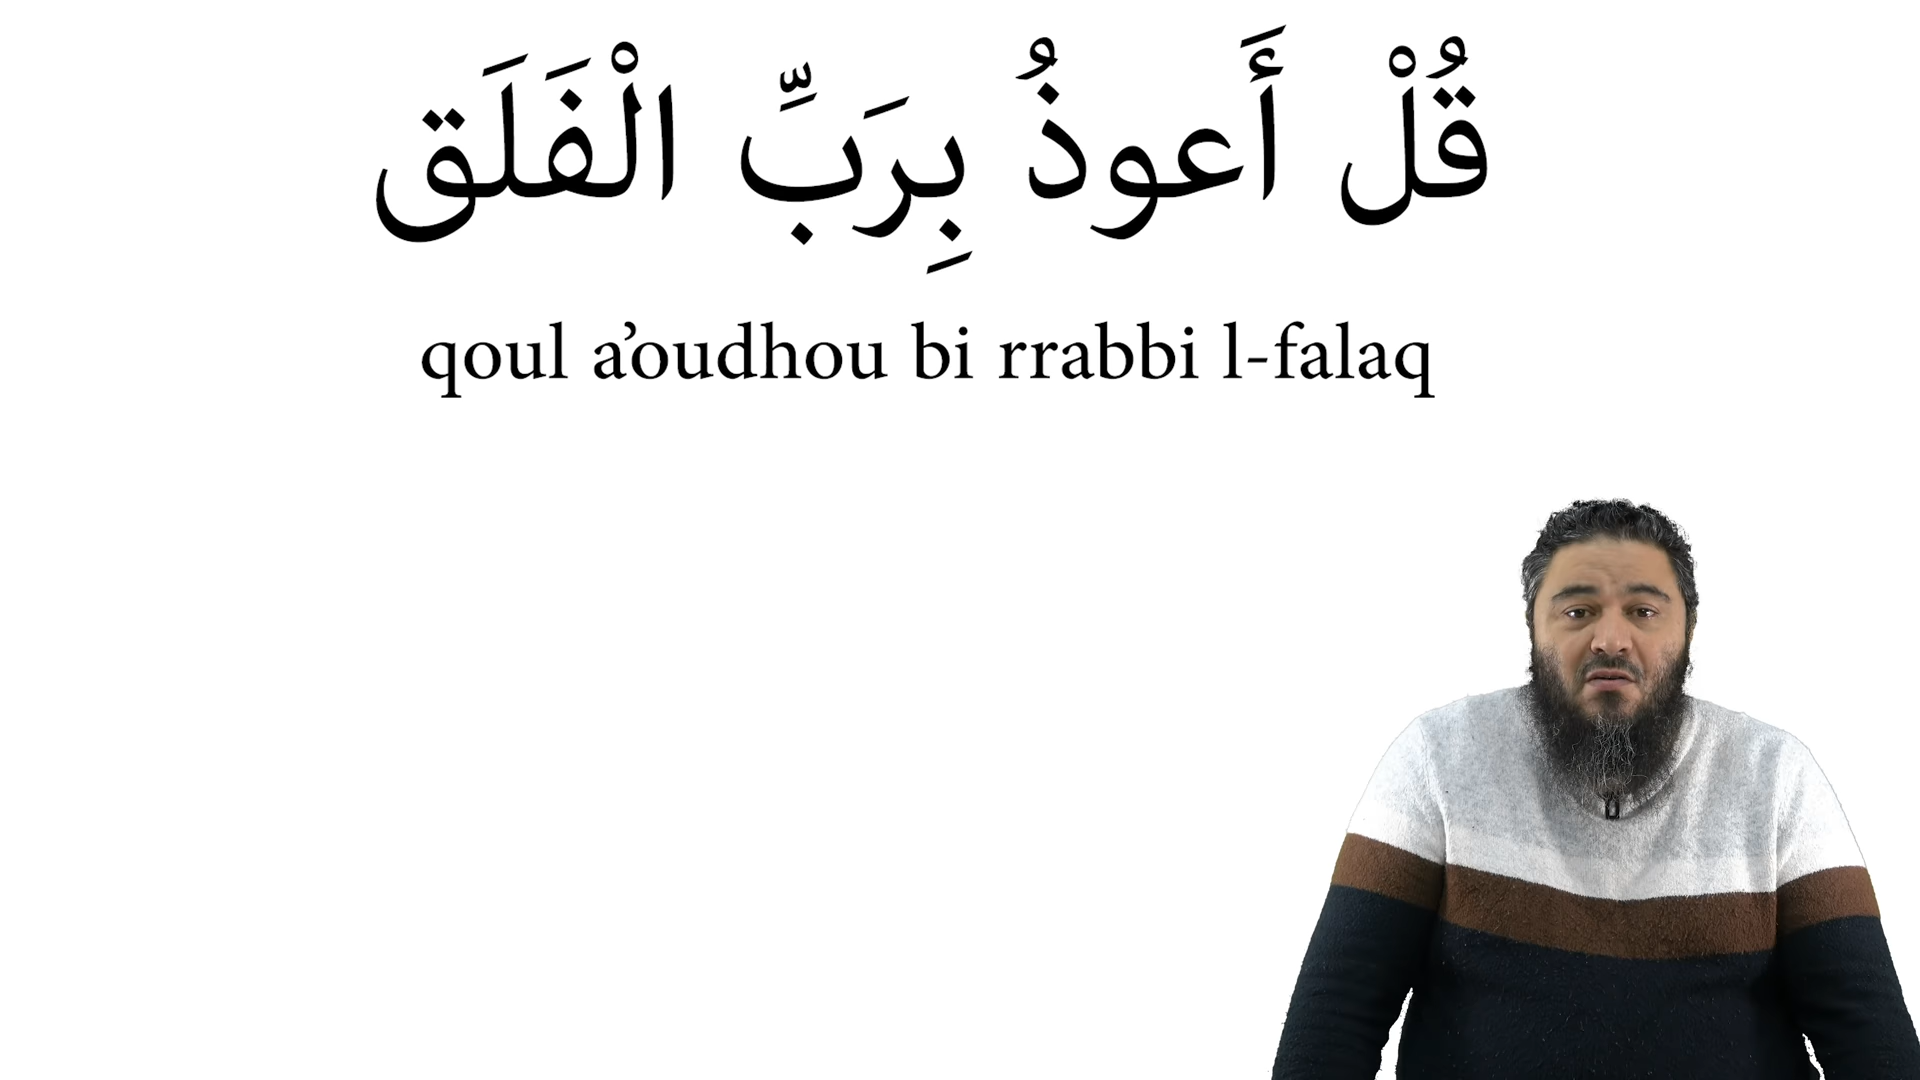 قُلْ أَعوذُ بِرَبِّ الْفَلَق
qoul a’oudhou bi rrabbi l-falaq